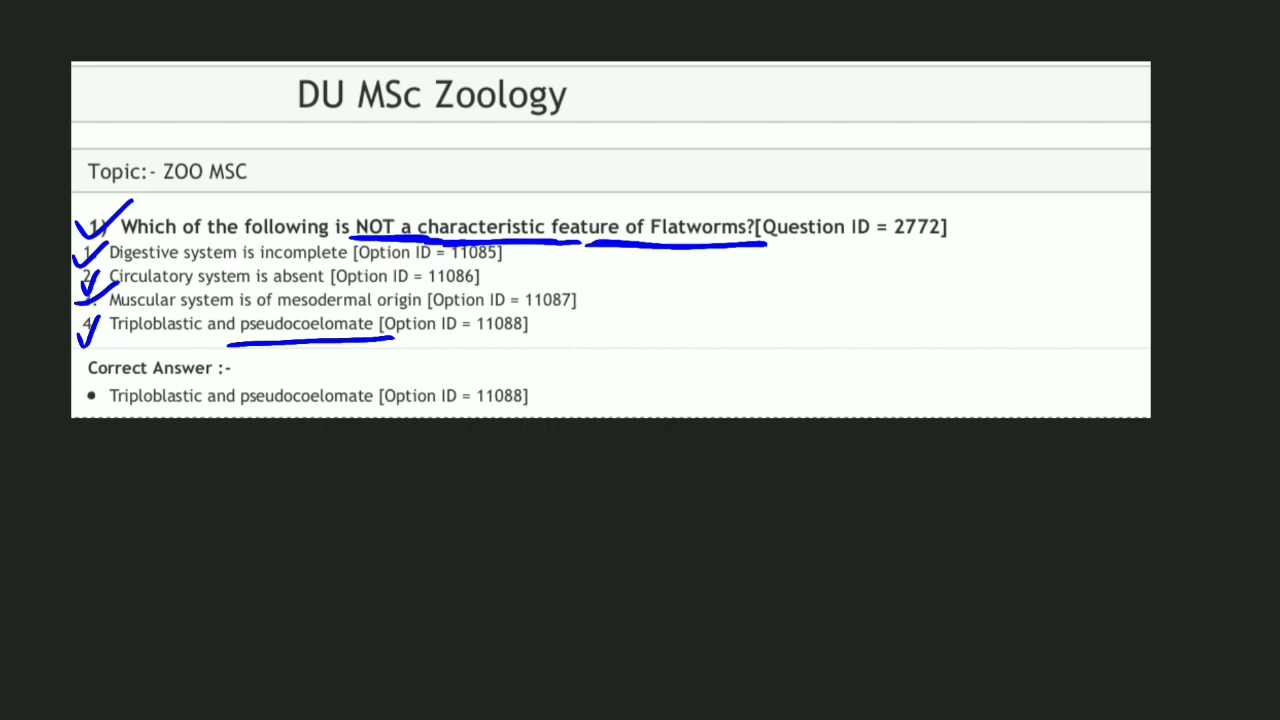 DU MSc Zoology
Topic:- ZOO MSC
1) Which of the following is NOT a characteristic feature of Flatworms?[Question ID = 2772]
1. Digestive system is incomplete [Option ID = 11085]
2. Circulatory system is absent [Option ID = 11086]
3. Muscular system is of mesodermal origin [Option ID = 11087]
4. Triploblastic and pseudocoelomate [Option ID = 11088]
Correct Answer :-
• Triploblastic and pseudocoelomate [Option ID = 11088]